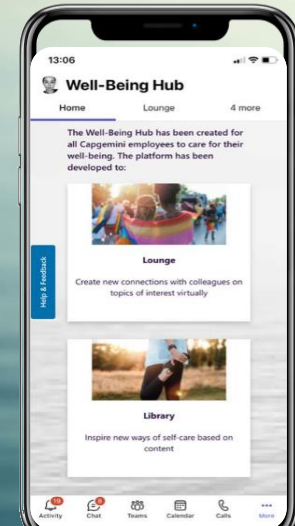 13:06
Well-Being Hub
Home Lounge 4 more
The Well-Being Hub has been created for
all Capgemini employees to care for their
well-being. The platform has been
developed to:
Help & Feedback
Lounge
Create new connections with colleagues on
topics of interest virtually
Library
Inspire new ways of self-care based on
content
19 8
Activity Chat Teams Calendar Calls More